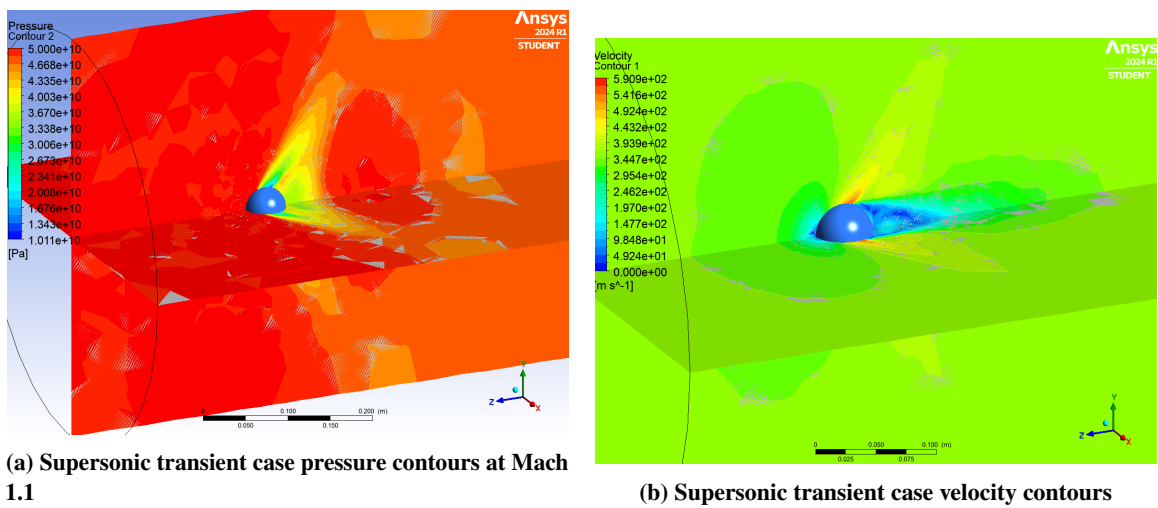 Pressure
Contour 2
5.000e+10
4.668e+10
4.335e+10
4.003e+10
3.670e+10
3.338e+10
3.006e+10
2.673e+10
2.341e+10
2.008e+10
1.676e+10
1.343e+10
1.011e+10
[Pa]
Ansys
2024 R1
STUDENT
0 0.100 0.200 (m)
0.050 0.150
Y
Z
X
(a) Supersonic transient case pressure contours at Mach
1.1
Velocity
Contour 1
5.909e+02
5.416e+02
4.924e+02
4.432e+02
3.939e+02
3.447e+02
2.954e+02
2.462e+02
1.970e+02
1.477e+02
9.848e+01
4.924e+01
0.000e+00
[m s^-1]
Ansys
2024 R1
STUDENT
0 0.050 0.100 (m)
0.025 0.075
Y
Z
X
(b) Supersonic transient case velocity contours